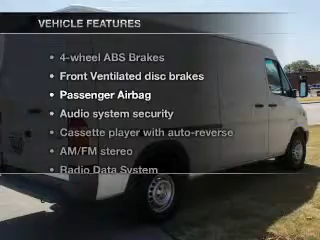 VEHICLE FEATURES
• 4-wheel ABS Brakes
• Front Ventilated disc brakes
• Passenger Airbag
• Audio system security
• Cassette player with auto-reverse
• AM/FM stereo
• Radio Data System